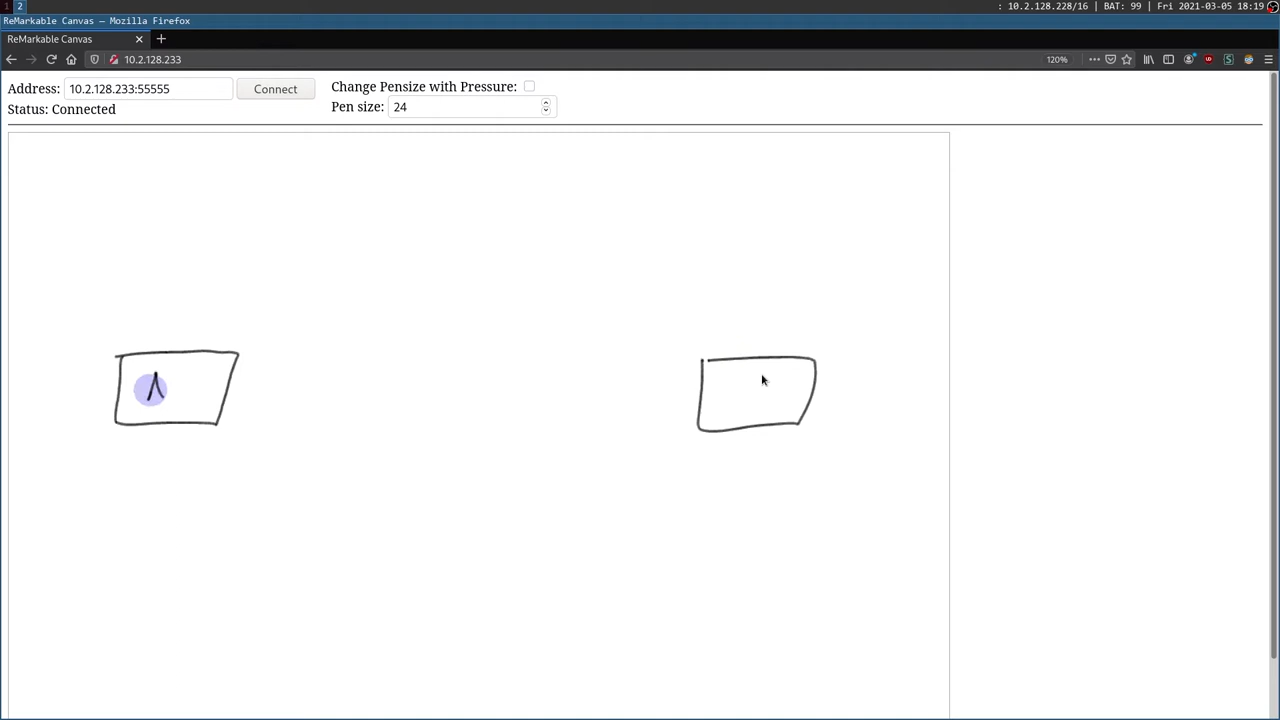 1 2 : 10.2.128.228/16 | BAT: 99 | Fri 2021-03-05 18:19
ReMarkable Canvas — Mozilla Firefox
ReMarkable Canvas
10.2.128.233 120%
Address: 10.2.128.233:55555 Connect Change Pensize with Pressure:
Status: Connected Pen size: 24